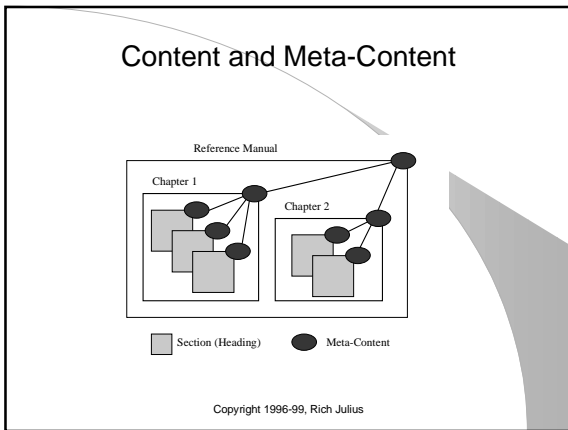 Content and Meta-Content
Reference Manual
Chapter 1
Chapter 2
Section (Heading)
Meta-Content
Copyright 1996-99, Rich Julius